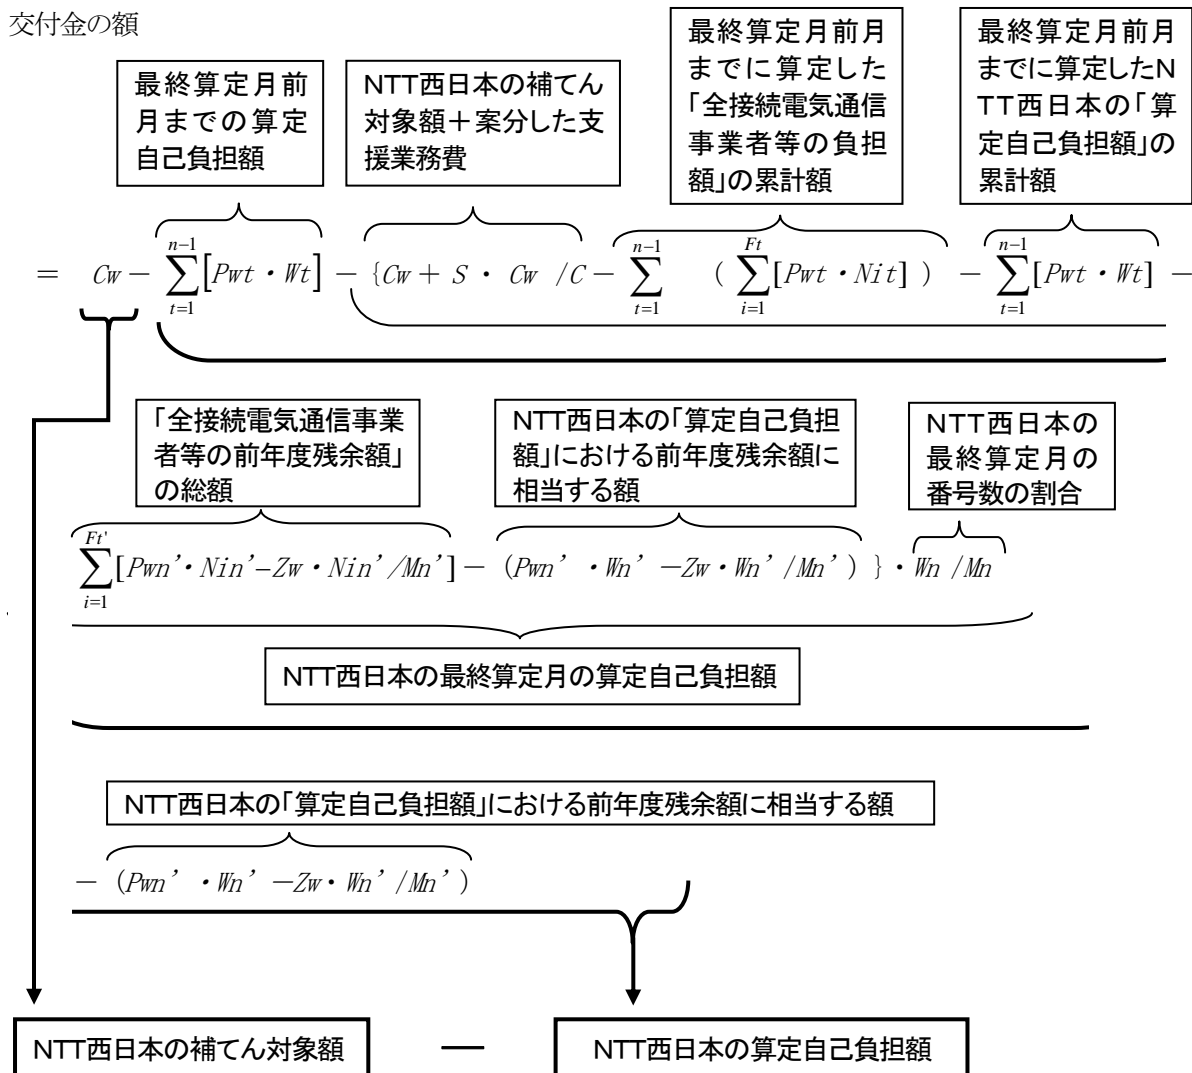 交付金の額
最終算定月前
月までの算定
自己負担額
NTT西日本の補てん
対象額＋案分した支
援業務費
最終算定月前月
までに算定した
「全接続電気通信
事業者等の負担
額」の累計額
最終算定月前月
までに算定したN
TT西日本の「算
定自己負担額」の
累計額
＝ Cw－∑_{t=1}^{n−1}[Pwt・Wt]－{Cw＋S・Cw／C－∑_{t=1}^{n−1}（∑_{i=1}^{Ft}[Pwt・Nit]）－∑_{t=1}^{n−1}[Pwt・Wt]－
「全接続電気通信事業
者等の前年度残余額」
の総額
NTT西日本の「算定自己負担
額」における前年度残余額に
相当する額
NTT西日本の
最終算定月の
番号数の割合
∑_{i=1}^{Ft'}[Pwn’・Nin’−Zw・Nin’／Mn’]－（Pwn’・Wn’−Zw・Wn’／Mn’）}・Wn／Mn
NTT西日本の最終算定月の算定自己負担額
NTT西日本の「算定自己負担額」における前年度残余額に相当する額
－（Pwn’・Wn’−Zw・Wn’／Mn’）
NTT西日本の補てん対象額 ― NTT西日本の算定自己負担額